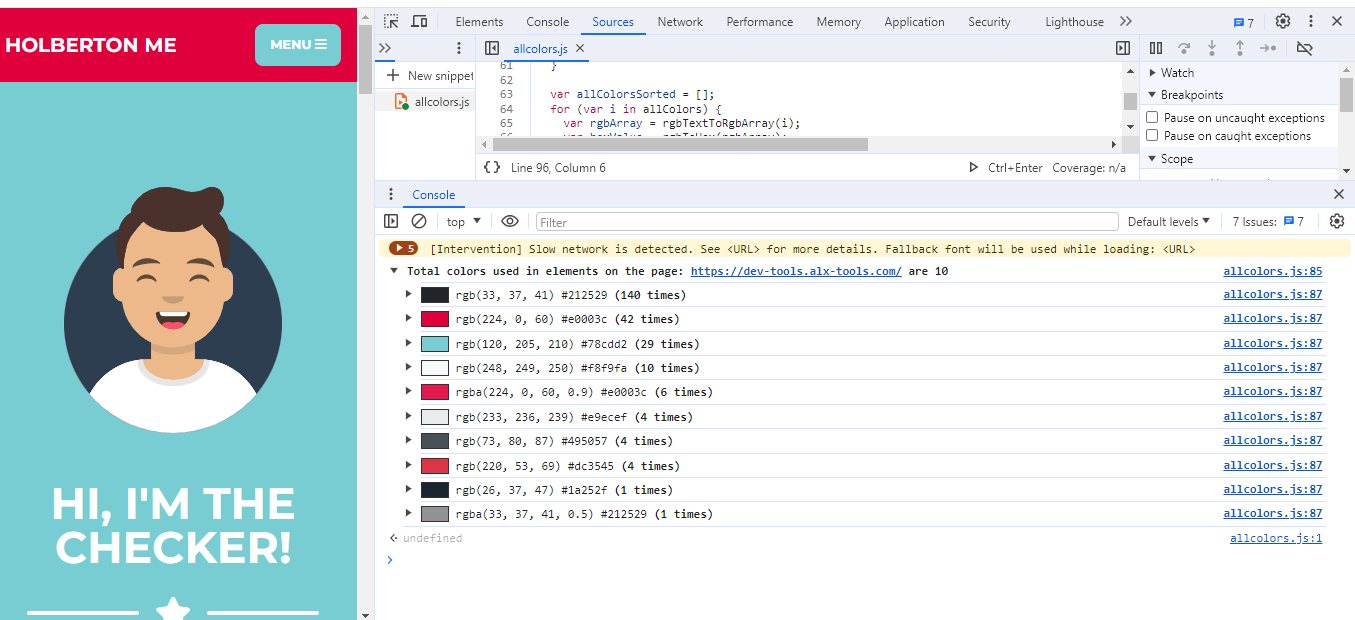 HOLBERTON ME
MENU
HI, I'M THE
CHECKER!
Elements Console Sources Network Performance Memory Application Security Lighthouse 7
allcolors.js
New snippet
allcolors.js
61 }
62
63 var allColorsSorted = [];
64 for (var i in allColors) {
65 var rgbArray = rgbTextToRgbArray(i);
66 var hexValue = rgbToHex(rgbArray);
{} Line 96, Column 6 Ctrl+Enter Coverage: n/a
Watch
Breakpoints
Pause on uncaught exceptions
Pause on caught exceptions
Scope
Console
top Filter Default levels 7 Issues: 7
5 [Intervention] Slow network is detected. See <URL> for more details. Fallback font will be used while loading: <URL>
Total colors used in elements on the page: https://dev-tools.alx-tools.com/ are 10 allcolors.js:85
rgb(33, 37, 41) #212529 (140 times) allcolors.js:87
rgb(224, 0, 60) #e0003c (42 times) allcolors.js:87
rgb(120, 205, 210) #78cdd2 (29 times) allcolors.js:87
rgb(248, 249, 250) #f8f9fa (10 times) allcolors.js:87
rgba(224, 0, 60, 0.9) #e0003c (6 times) allcolors.js:87
rgb(233, 236, 239) #e9ecef (4 times) allcolors.js:87
rgb(73, 80, 87) #495057 (4 times) allcolors.js:87
rgb(220, 53, 69) #dc3545 (4 times) allcolors.js:87
rgb(26, 37, 47) #1a252f (1 times) allcolors.js:87
rgba(33, 37, 41, 0.5) #212529 (1 times) allcolors.js:87
undefined allcolors.js:1